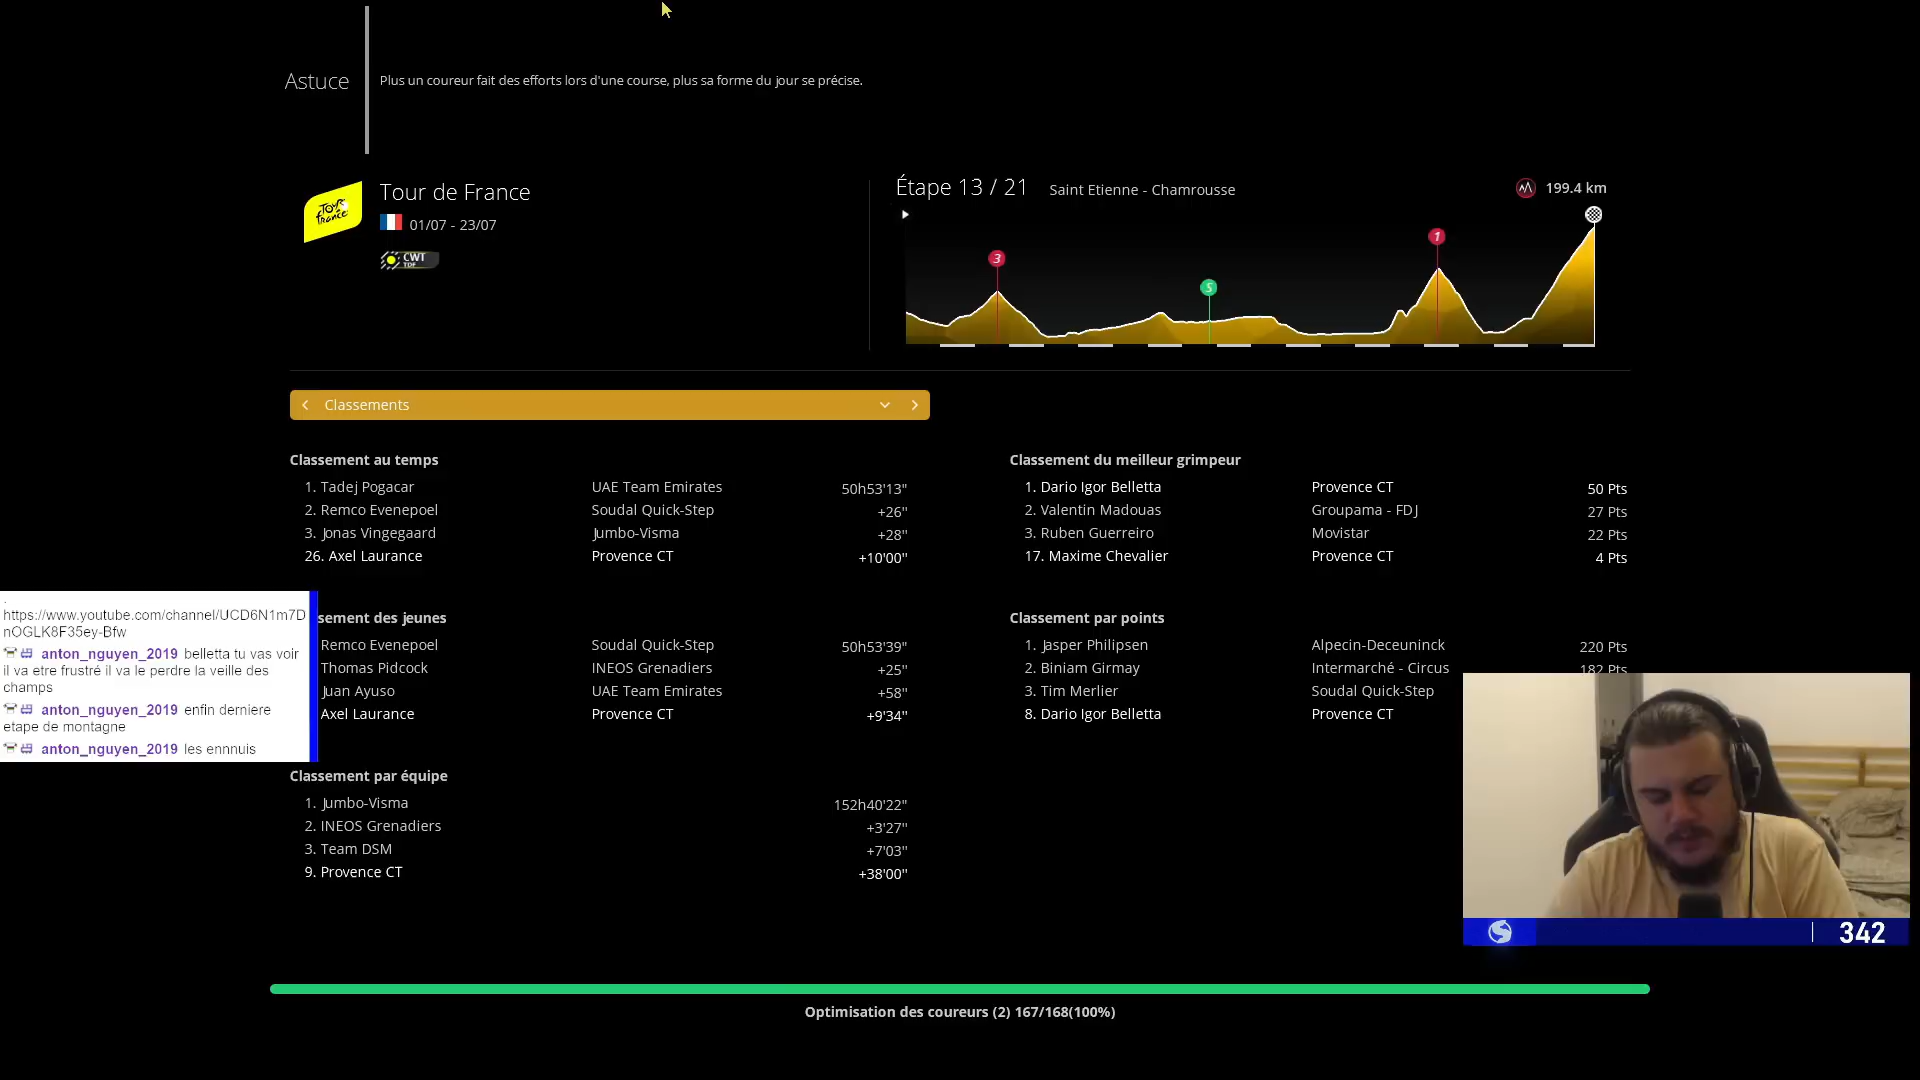 Astuce
Plus un coureur fait des efforts lors d'une course, plus sa forme du jour se précise.
TOUR de france
Tour de France
01/07 - 23/07
CWT
TDF
Étape 13 / 21 Saint Etienne - Chamrousse 199.4 km
3
S
1
Classements
Classement au temps
1. Tadej Pogacar UAE Team Emirates 50h53'13"
2. Remco Evenepoel Soudal Quick-Step +26"
3. Jonas Vingegaard Jumbo-Visma +28"
26. Axel Laurance Provence CT +10'00"
Classement du meilleur grimpeur
1. Dario Igor Belletta Provence CT 50 Pts
2. Valentin Madouas Groupama - FDJ 27 Pts
3. Ruben Guerreiro Movistar 22 Pts
17. Maxime Chevalier Provence CT 4 Pts
sement des jeunes
Remco Evenepoel Soudal Quick-Step 50h53'39"
Thomas Pidcock INEOS Grenadiers +25"
Juan Ayuso UAE Team Emirates +58"
Axel Laurance Provence CT +9'34"
Classement par points
1. Jasper Philipsen Alpecin-Deceuninck 220 Pts
2. Biniam Girmay Intermarché - Circus 182 Pts
3. Tim Merlier Soudal Quick-Step
8. Dario Igor Belletta Provence CT
Classement par équipe
1. Jumbo-Visma 152h40'22"
2. INEOS Grenadiers +3'27"
3. Team DSM +7'03"
9. Provence CT +38'00"
https://www.youtube.com/channel/UCD6N1m7D
nOGLK8F35ey-Bfw
anton_nguyen_2019 belletta tu vas voir
il va etre frustré il va le perdre la veille des
champs
anton_nguyen_2019 enfin derniere
etape de montagne
anton_nguyen_2019 les ennnuis
342
Optimisation des coureurs (2) 167/168(100%)